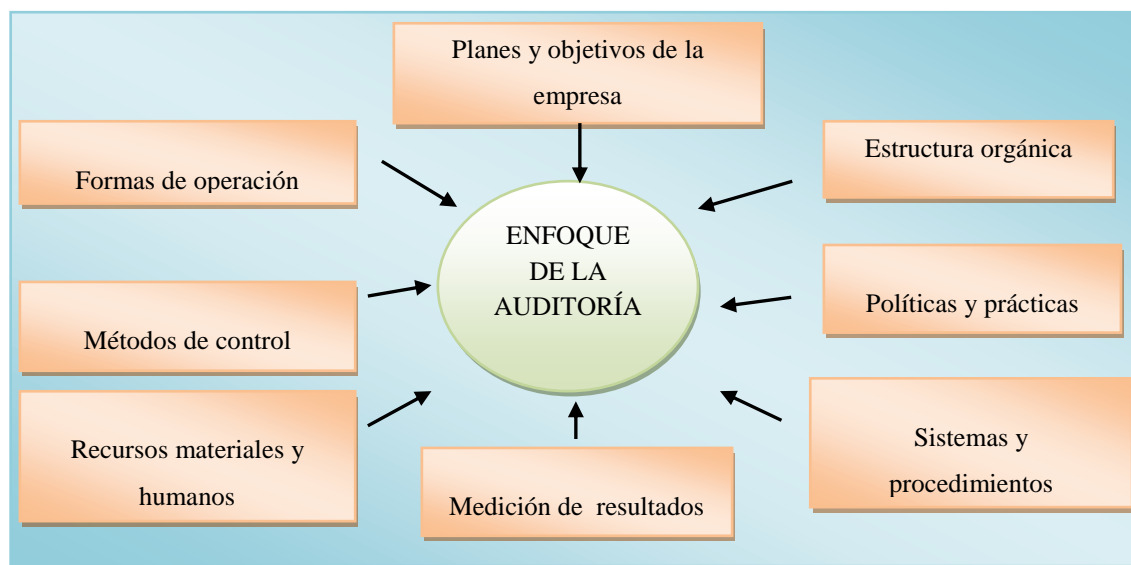 Planes y objetivos de la
empresa
Formas de operación
Estructura orgánica
ENFOQUE
DE LA
AUDITORÍA
Métodos de control
Políticas y prácticas
Recursos materiales y
humanos
Medición de  resultados
Sistemas y
procedimientos